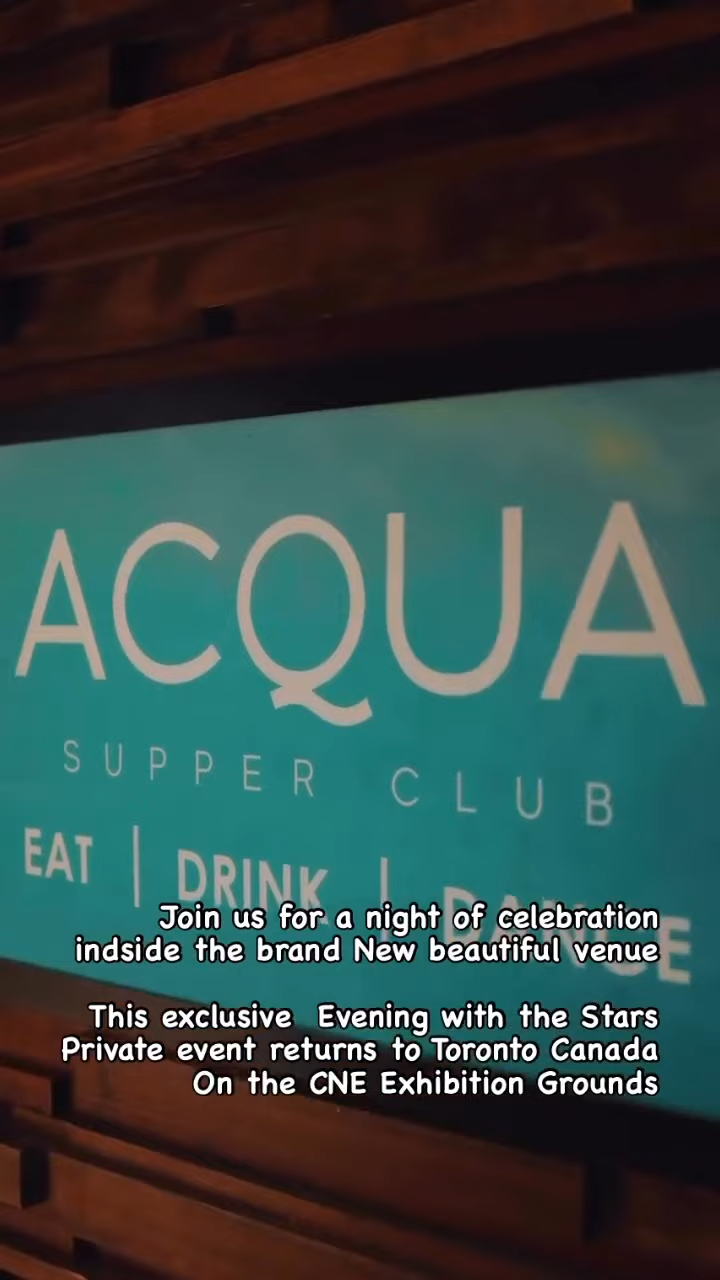 ACQUA
SUPPER CLUB
EAT | DRINK | DANCE
Join us for a night of celebration
indside the brand New beautiful venue
This exclusive  Evening with the Stars
Private event returns to Toronto Canada
On the CNE Exhibition Grounds